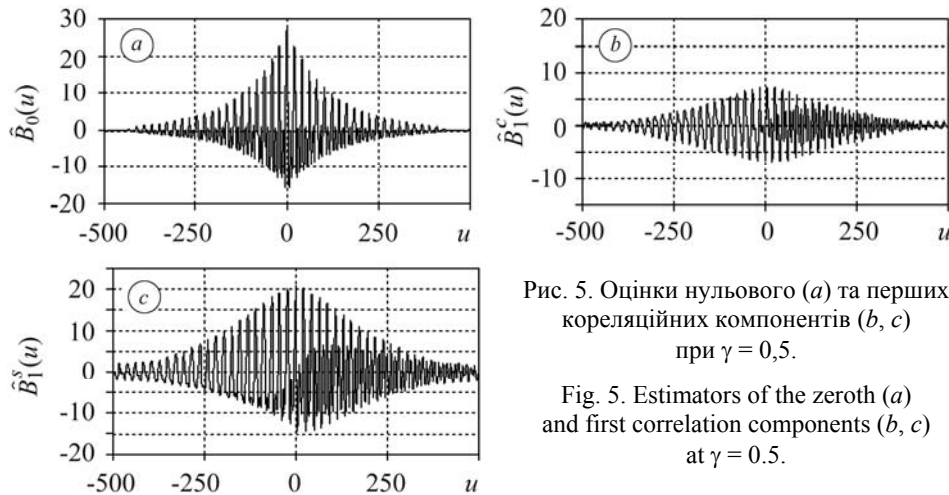 30
20
10
0
-10
-20
B̂₀(u)
a
-500 -250 0 250 u
20
10
0
-10
B̂₁ᶜ(u)
b
-500 -250 0 250 u
20
10
0
-10
-20
B̂₁ˢ(u)
c
-500 -250 0 250 u
Рис. 5. Оцінки нульового (a) та перших
кореляційних компонентів (b, c)
при γ = 0,5.
Fig. 5. Estimators of the zeroth (a)
and first correlation components (b, c)
at γ = 0.5.